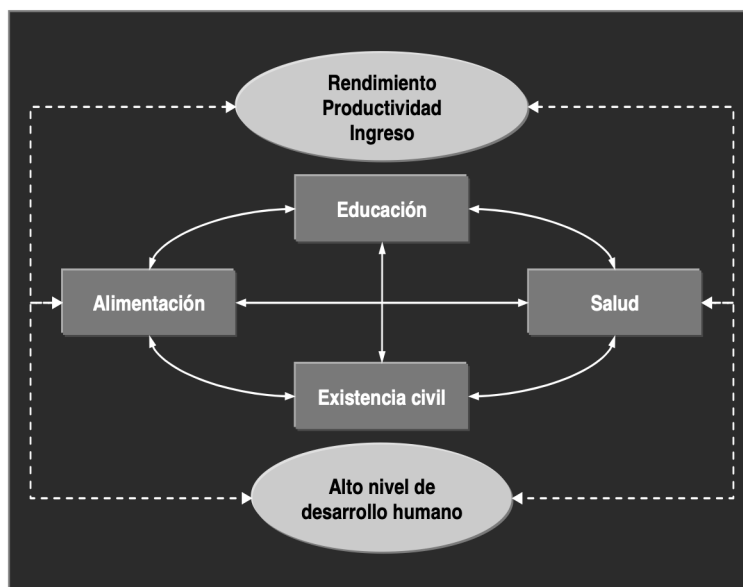 Rendimiento
Productividad
Ingreso
Educación
Alimentación
Salud
Existencia civil
Alto nivel de
desarrollo humano